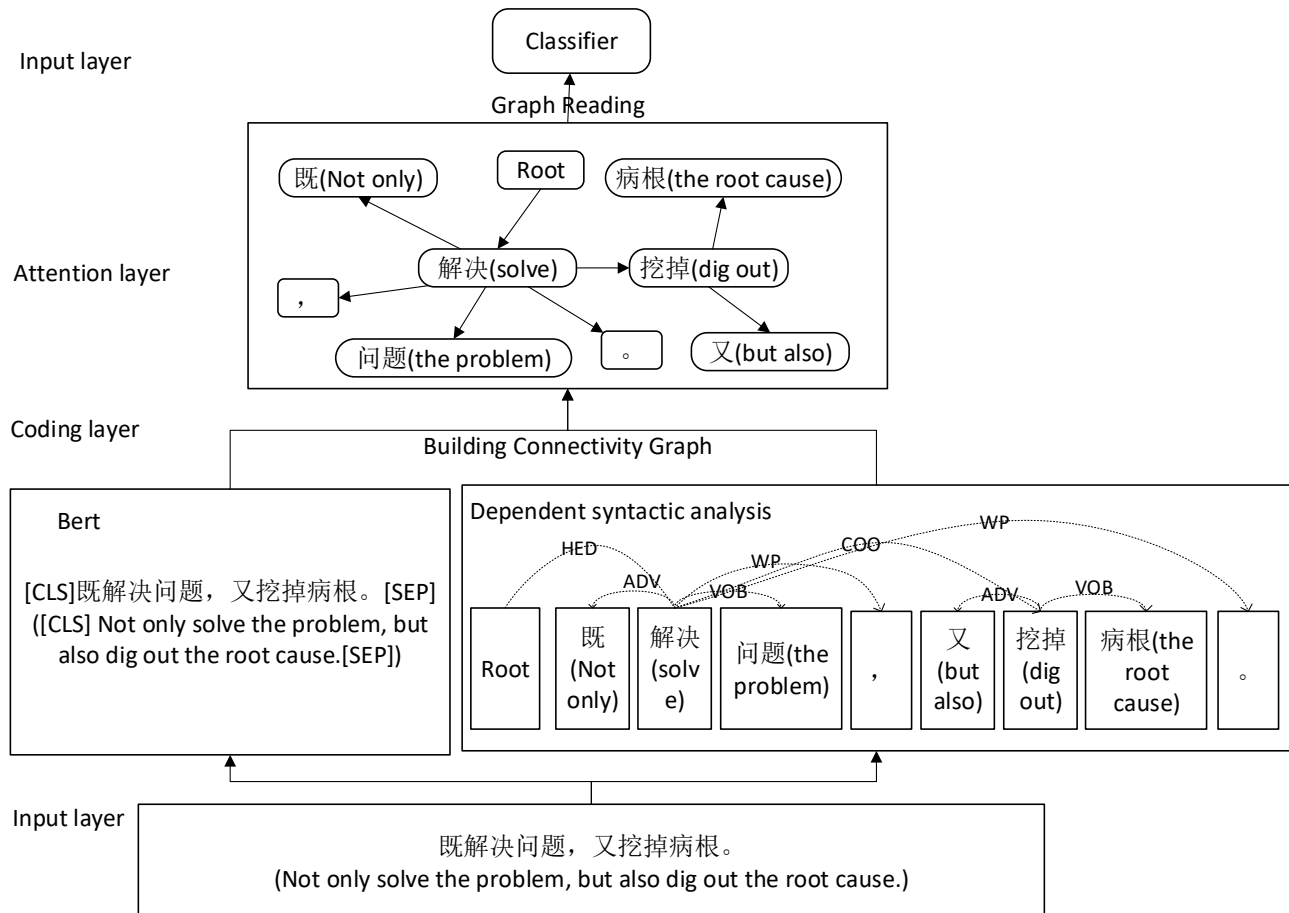 Classifier
Input layer
Graph Reading
既(Not only)
Root
病根(the root cause)
Attention layer
解决(solve)
挖掉(dig out)
，
问题(the problem)
。
又(but also)
Coding layer
Building Connectivity Graph
Bert
[CLS]既解决问题，又挖掉病根。[SEP]
([CLS] Not only solve the problem, but
also dig out the root cause.[SEP])
Dependent syntactic analysis
WP
HED
COO
WP
ADV
VOB
ADV
VOB
Root
既
(Not
only)
解决
(solv
e)
问题(the
problem)
，
又
(but
also)
挖掉
(dig
out)
病根(the
root
cause)
。
Input layer
既解决问题，又挖掉病根。
(Not only solve the problem, but also dig out the root cause.)